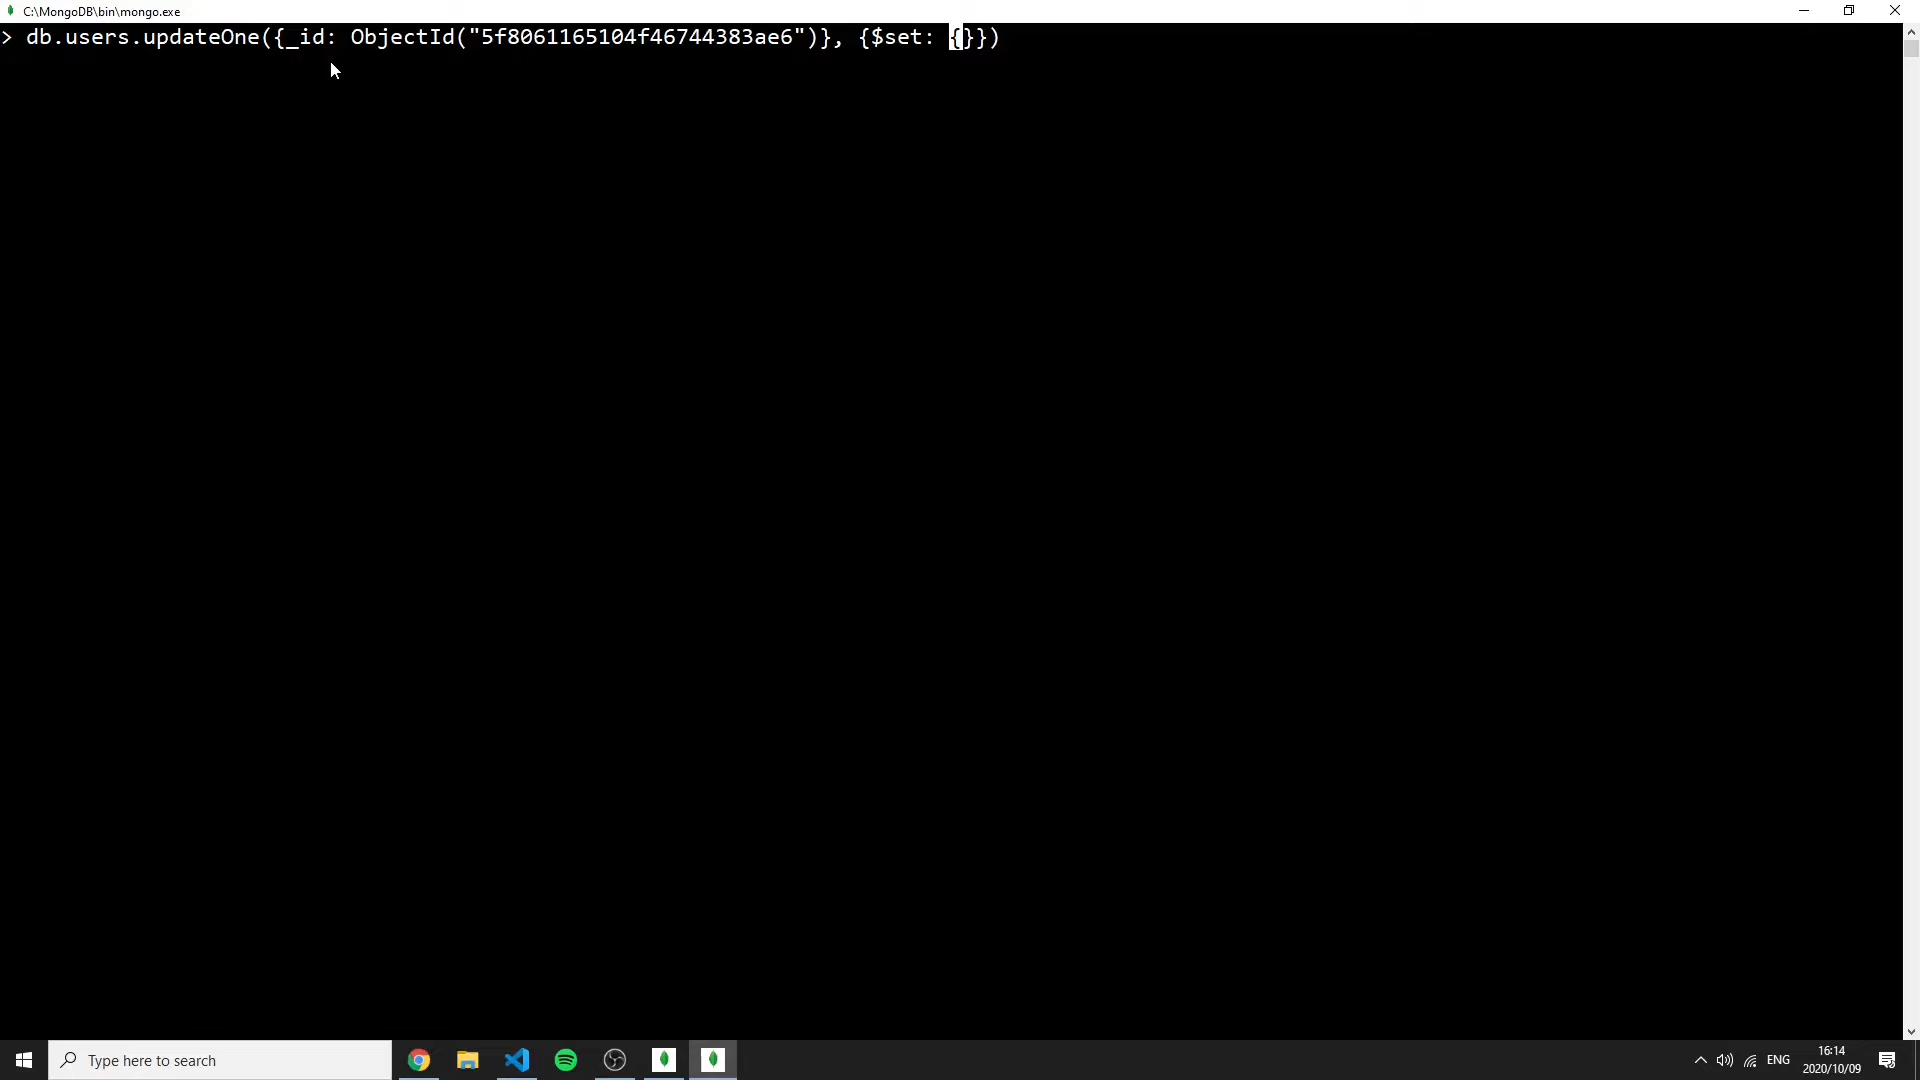 C:\MongoDB\bin\mongo.exe
> db.users.updateOne({_id: ObjectId("5f8061165104f46744383ae6")}, {$set: {}})
Type here to search
ENG
16:14
2020/10/09